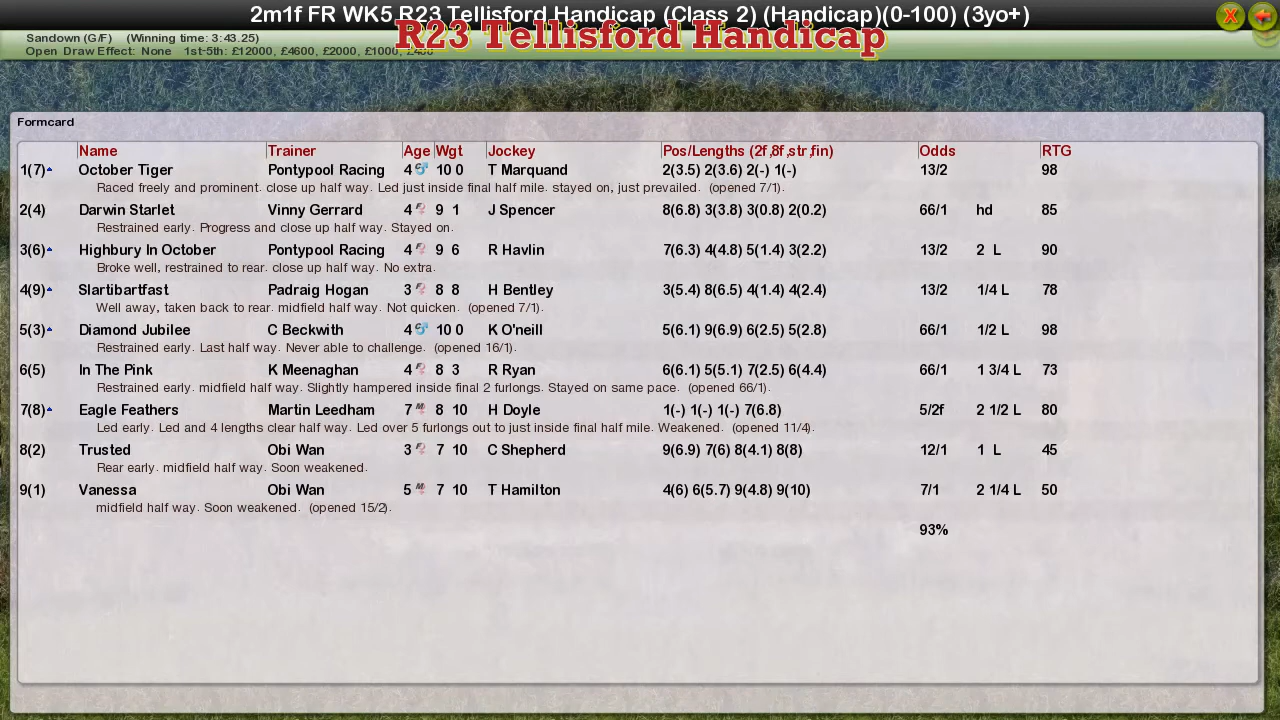 2m1f FR WK5 R23 Tellisford Handicap (Class 2) (Handicap)(0-100) (3yo+)
R23 Tellisford Handicap
Sandown (G/F) (Winning time: 3:43.25)
Open Draw Effect: None 1st-5th: £12000, £4600, £2000, £1000, £400
Formcard
Name Trainer Age Wgt Jockey Pos/Lengths (2f,8f,str,fin) Odds RTG
1(7) October Tiger Pontypool Racing 4 10 0 T Marquand 2(3.5) 2(3.6) 2(-) 1(-) 13/2 98
Raced freely and prominent. close up half way. Led just inside final half mile. stayed on, just prevailed. (opened 7/1).
2(4) Darwin Starlet Vinny Gerrard 4 9 1 J Spencer 8(6.8) 3(3.8) 3(0.8) 2(0.2) 66/1 hd 85
Restrained early. Progress and close up half way. Stayed on.
3(6) Highbury In October Pontypool Racing 4 9 6 R Havlin 7(6.3) 4(4.8) 5(1.4) 3(2.2) 13/2 2 L 90
Broke well, restrained to rear. close up half way. No extra.
4(9) Slartibartfast Padraig Hogan 3 8 8 H Bentley 3(5.4) 8(6.5) 4(1.4) 4(2.4) 13/2 1/4 L 78
Well away, taken back to rear. midfield half way. Not quicken. (opened 7/1).
5(3) Diamond Jubilee C Beckwith 4 10 0 K O'neill 5(6.1) 9(6.9) 6(2.5) 5(2.8) 66/1 1/2 L 98
Restrained early. Last half way. Never able to challenge. (opened 16/1).
6(5) In The Pink K Meenaghan 4 8 3 R Ryan 6(6.1) 5(5.1) 7(2.5) 6(4.4) 66/1 1 3/4 L 73
Restrained early. midfield half way. Slightly hampered inside final 2 furlongs. Stayed on same pace. (opened 66/1).
7(8) Eagle Feathers Martin Leedham 7 8 10 H Doyle 1(-) 1(-) 1(-) 7(6.8) 5/2f 2 1/2 L 80
Led early. Led and 4 lengths clear half way. Led over 5 furlongs out to just inside final half mile. Weakened. (opened 11/4).
8(2) Trusted Obi Wan 3 7 10 C Shepherd 9(6.9) 7(6) 8(4.1) 8(8) 12/1 1 L 45
Rear early. midfield half way. Soon weakened.
9(1) Vanessa Obi Wan 5 7 10 T Hamilton 4(6) 6(5.7) 9(4.8) 9(10) 7/1 2 1/4 L 50
midfield half way. Soon weakened. (opened 15/2).
93%